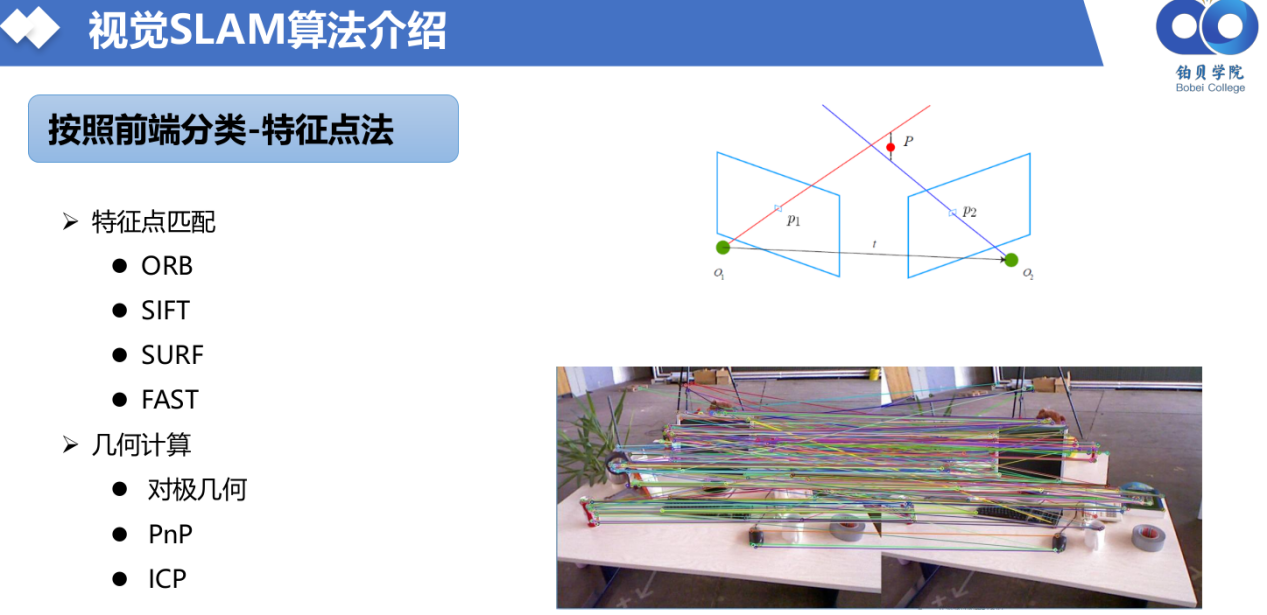 视觉SLAM算法介绍
铂贝学院
Bobei College
按照前端分类-特征点法
特征点匹配
ORB
SIFT
SURF
FAST
几何计算
对极几何
PnP
ICP
P
p1
p2
t
O1
O2